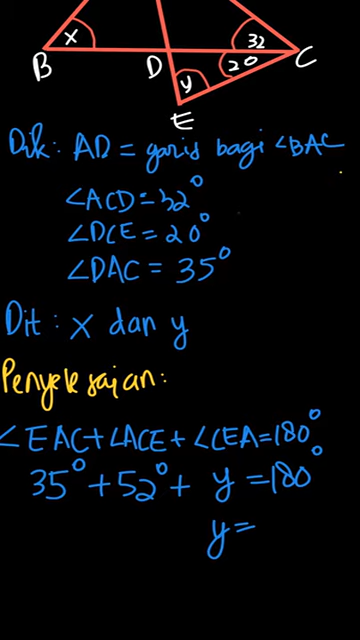 x
32
B
D
C
20
y
E
Dik: AD = garis bagi ∠BAC
∠ACD = 32°
∠DCE = 20°
∠DAC = 35°
Dit : x dan y
Penyelesaian:
∠EAC + ∠ACE + ∠CEA = 180°
35° + 52° + y = 180°
y =